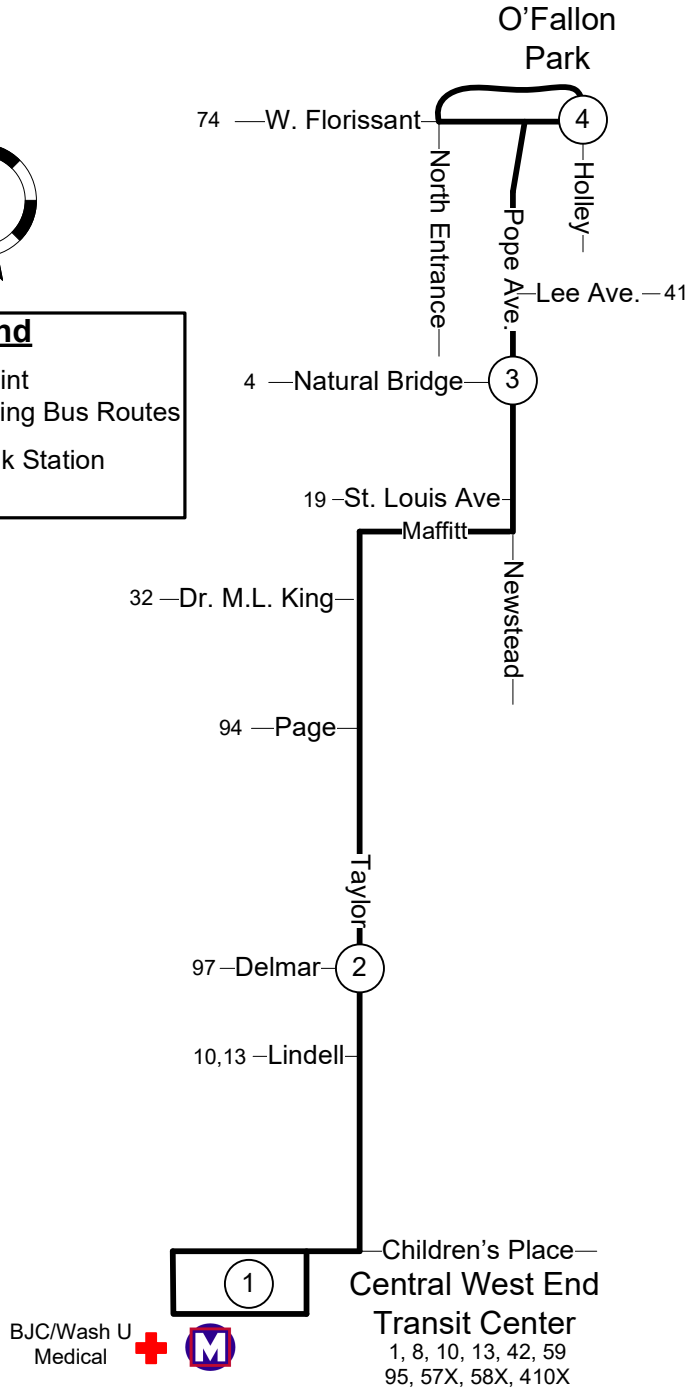 O'Fallon
Park
74
W. Florissant
4
North Entrance
Pope Ave.
Holley
Lee Ave.
41
4
Natural Bridge
3
19
St. Louis Ave
Maffitt
Newstead
32
Dr. M.L. King
94
Page
Taylor
97
Delmar
2
10,13
Lindell
Children's Place
1
Central West End
Transit Center
1, 8, 10, 13, 42, 59
95, 57X, 58X, 410X
BJC/Wash U
Medical
M
nd
int
ing Bus Routes
k Station